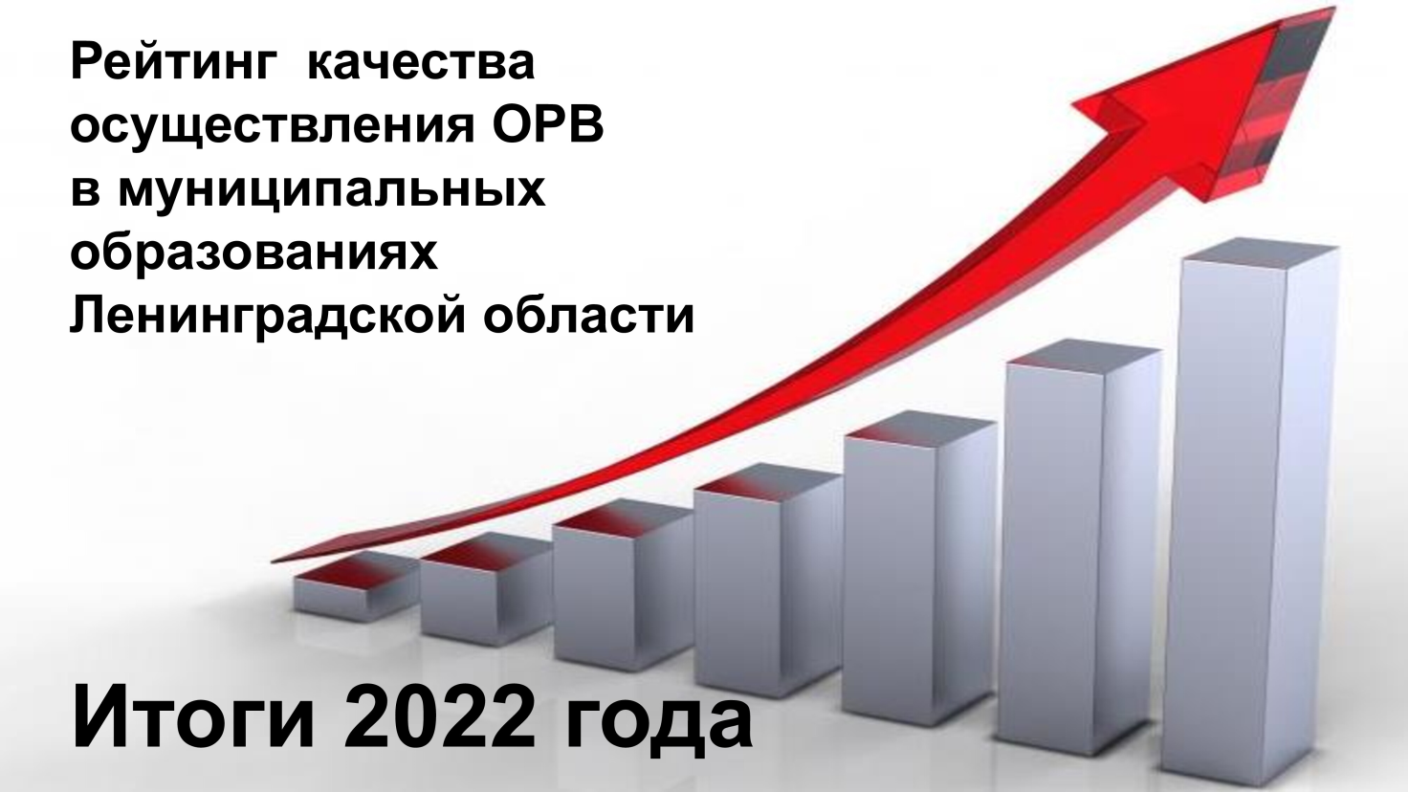 Рейтинг  качества
осуществления ОРВ
в муниципальных
образованиях
Ленинградской области
Итоги 2022 года